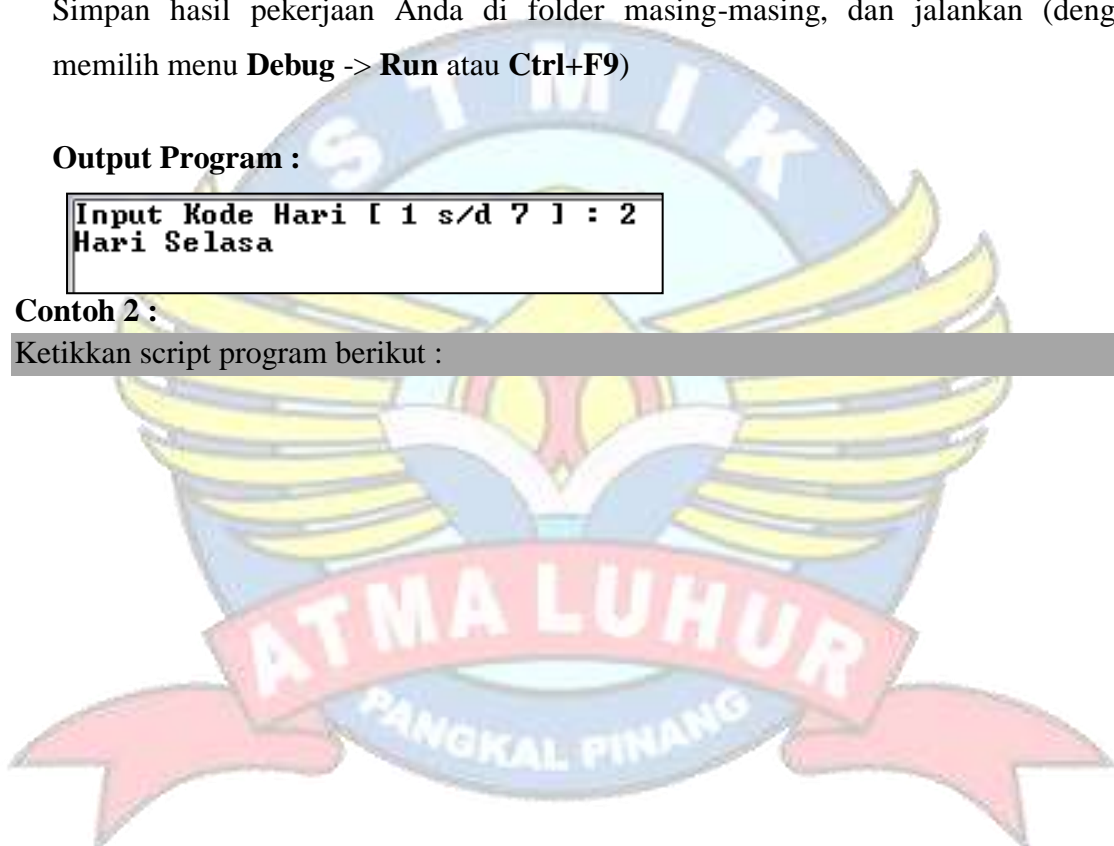 Simpan hasil pekerjaan Anda di folder masing-masing, dan jalankan (deng
memilih menu Debug -> Run atau Ctrl+F9)
Output Program :
Input Kode Hari [ 1 s/d 7 ] : 2
Hari Selasa
Contoh 2 :
Ketikkan script program berikut :
STMIK
ATMA LUHUR
PANGKAL PINANG